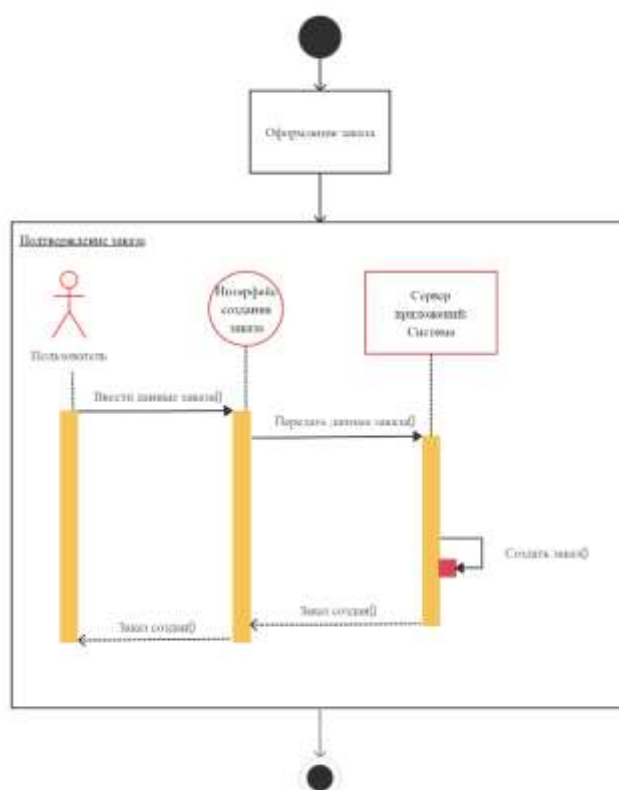 Оформление заказа
Подтверждение заказа
Интерфейс
создания
заказа
Сервер
приложений:
Система
Пользователь
Ввести данные заказа()
Передать данные заказа()
Создать заказ()
Заказ создан()
Заказ создан()